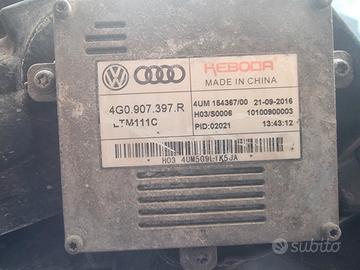 KEBODA
MADE IN CHINA
4G0.907.397.R
LTM111C
4UM 154367/00 21-09-2016
H03/S0006 10100900003
PID:02021 13:43:12
H03 4UM509L1K5JA
subito